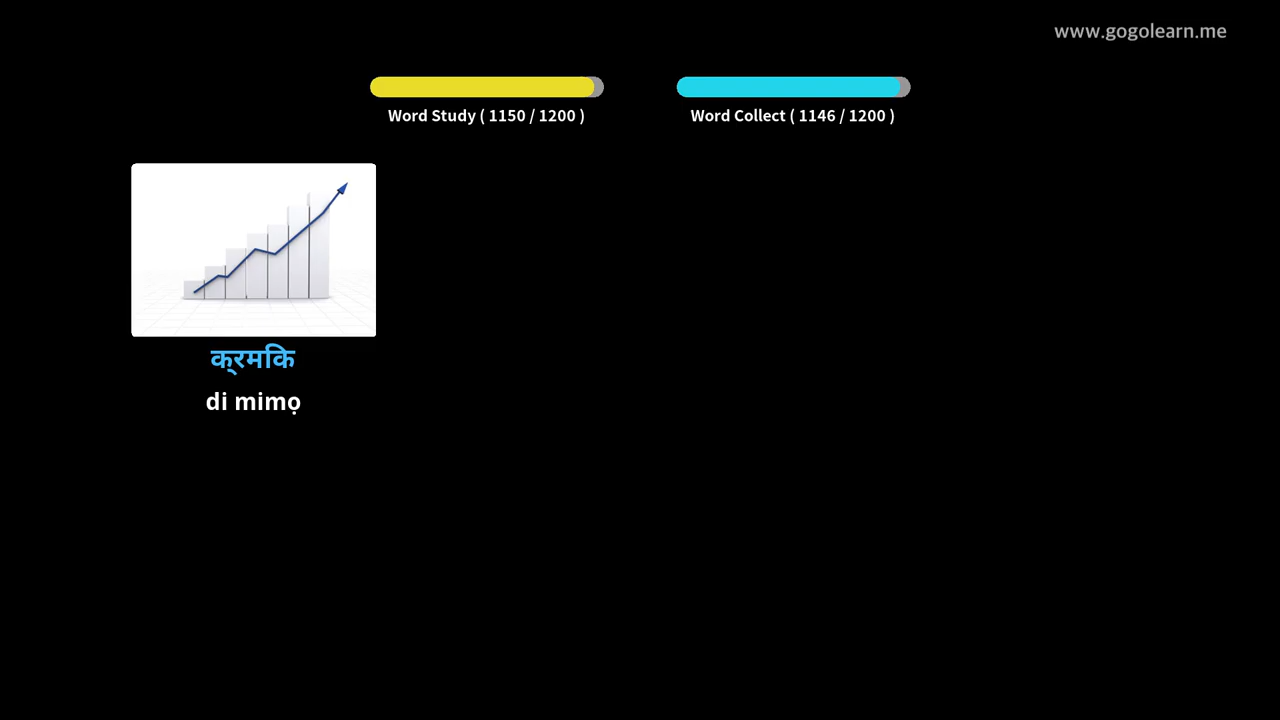 www.gogolearn.me
Word Study ( 1150 / 1200 )
Word Collect ( 1146 / 1200 )
क्रमकि
di mimọ